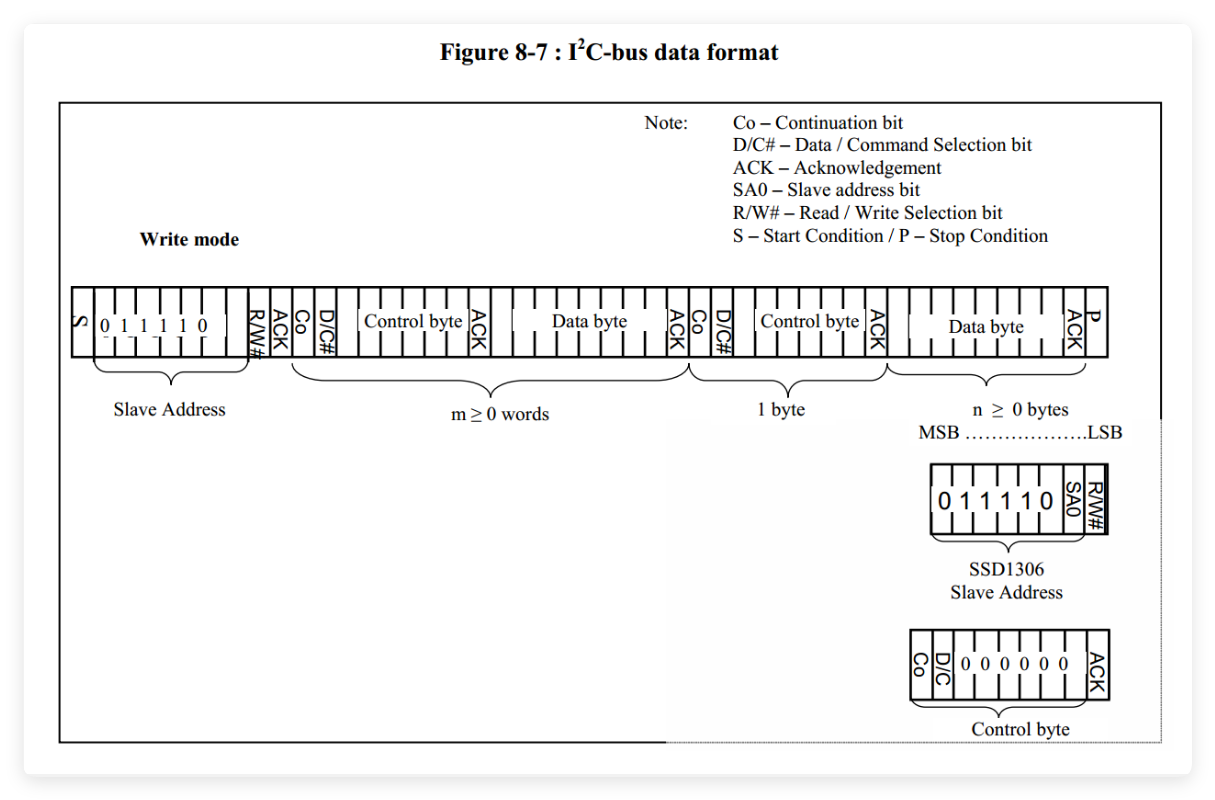 Figure 8-7 : I²C-bus data format
Note: Co – Continuation bit
D/C# – Data / Command Selection bit
ACK – Acknowledgement
SA0 – Slave address bit
R/W# – Read / Write Selection bit
S – Start Condition / P – Stop Condition
Write mode
S 0 1 1 1 1 0 R/W# ACK Co D/C# Control byte ACK Data byte ACK Co D/C# Control byte ACK Data byte ACK P
Slave Address m ≥ 0 words 1 byte n ≥ 0 bytes
MSB ………………….LSB
0 1 1 1 1 0 SA0 R/W#
SSD1306
Slave Address
Co D/C 0 0 0 0 0 0 ACK
Control byte